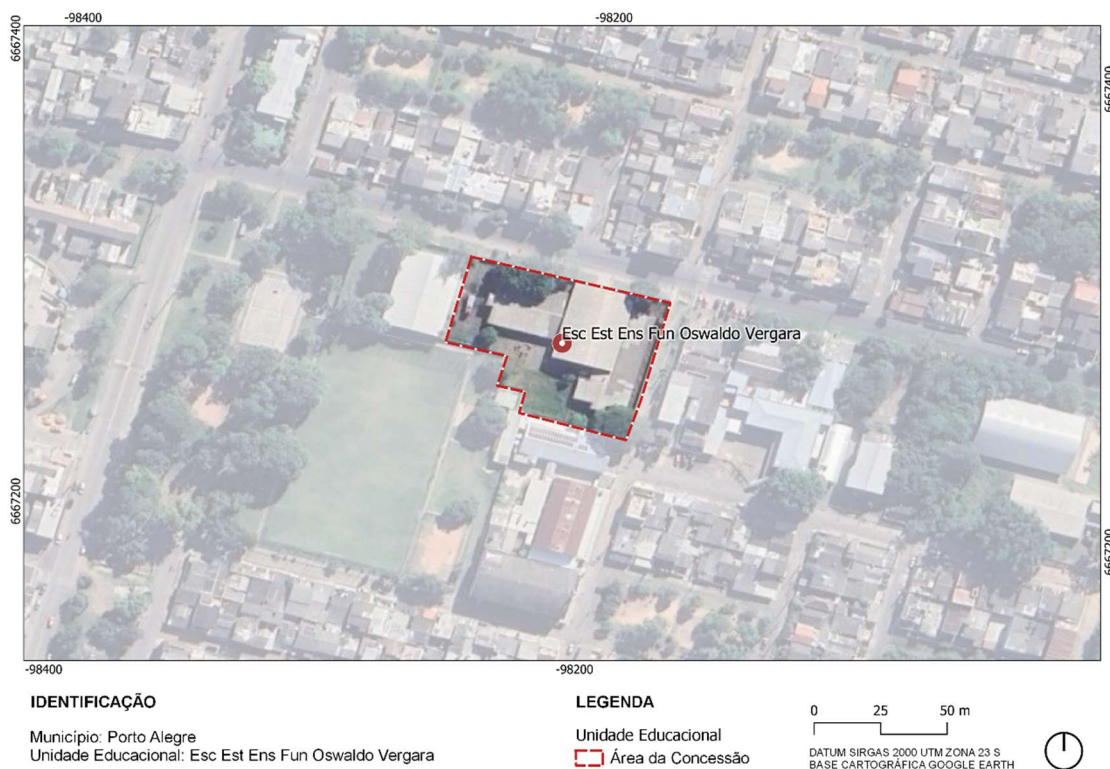 -98400
-98200
6667400
6667400
Esc Est Ens Fun Oswaldo Vergara
6667200
6667200
-98400
-98200
IDENTIFICAÇÃO
Município: Porto Alegre
Unidade Educacional: Esc Est Ens Fun Oswaldo Vergara
LEGENDA
Unidade Educacional
Área da Concessão
0 25 50 m
DATUM SIRGAS 2000 UTM ZONA 23 S
BASE CARTOGRÁFICA GOOGLE EARTH